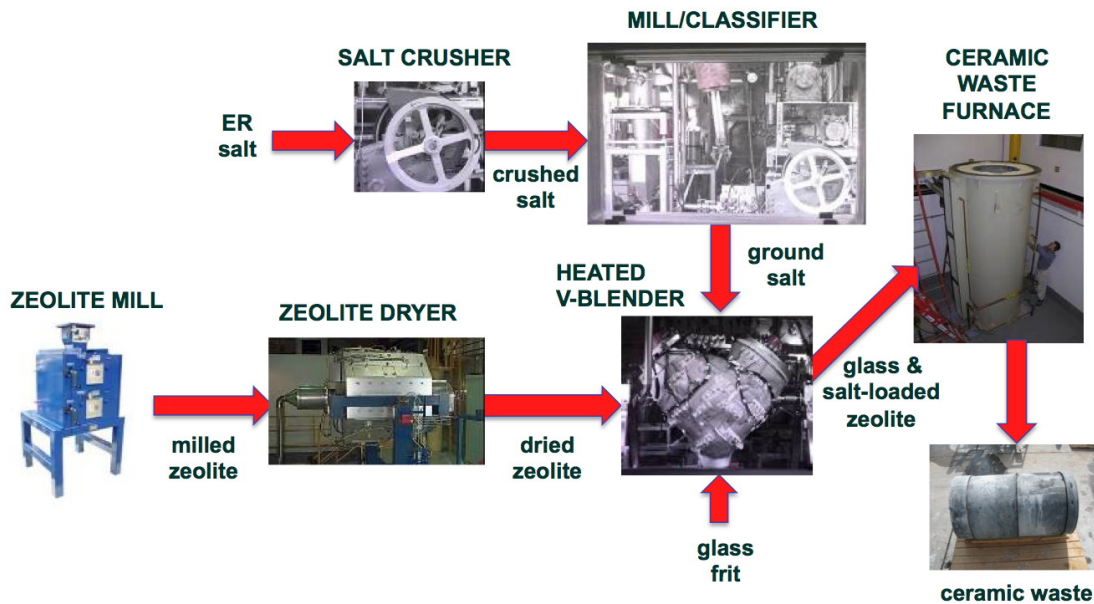 MILL/CLASSIFIER
SALT CRUSHER
CERAMIC
WASTE
FURNACE
ER
salt
crushed
salt
ground
salt
HEATED
V-BLENDER
ZEOLITE MILL
ZEOLITE DRYER
glass &
salt-loaded
zeolite
milled
zeolite
dried
zeolite
glass
frit
ceramic waste